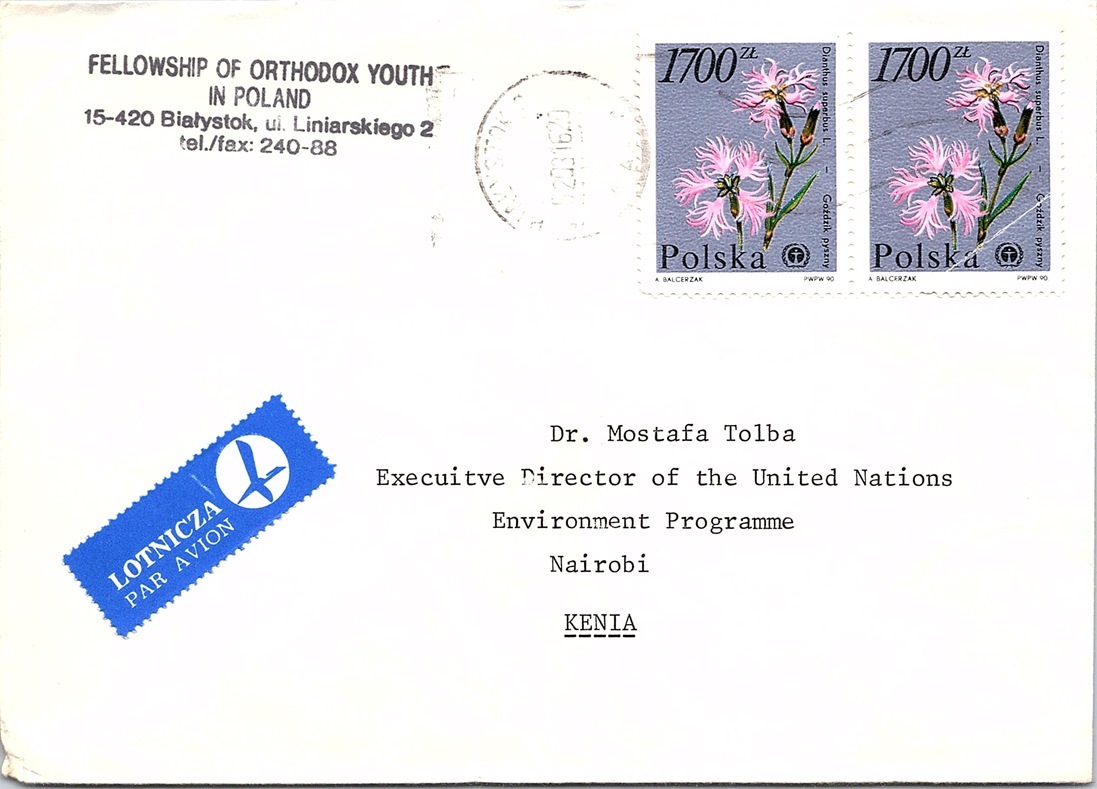 FELLOWSHIP OF ORTHODOX YOUTH
IN POLAND
15-420 Białystok, ul. Liniarskiego 2
tel./fax: 240-88
1700 ZŁ
Dianthus superbus L. – Goździk pyszny
Polska
A. BALCERZAK
PWPW 90
1700 ZŁ
Dianthus superbus L. – Goździk pyszny
Polska
A. BALCERZAK
PWPW 90
LOTNICZA
PAR AVION
Dr. Mostafa Tolba
Execuitve Director of the United Nations
Environment Programme
Nairobi
KENIA